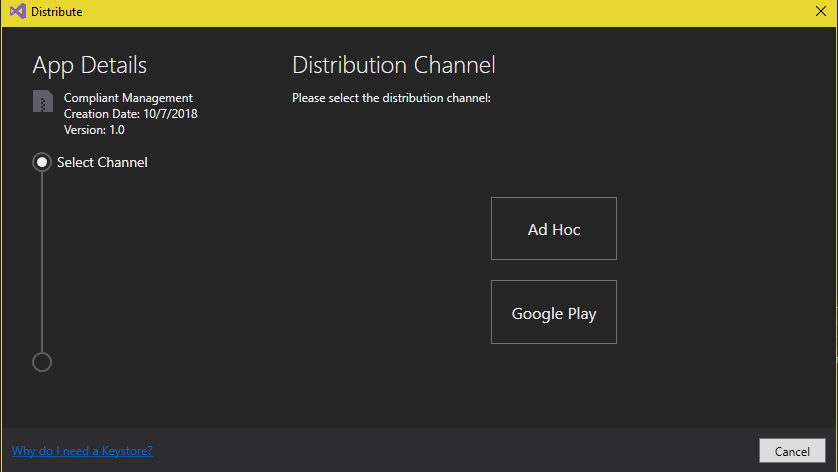 Distribute
App Details
Compliant Management
Creation Date: 10/7/2018
Version: 1.0
Select Channel
Distribution Channel
Please select the distribution channel:
Ad Hoc
Google Play
Why do I need a Keystore?
Cancel